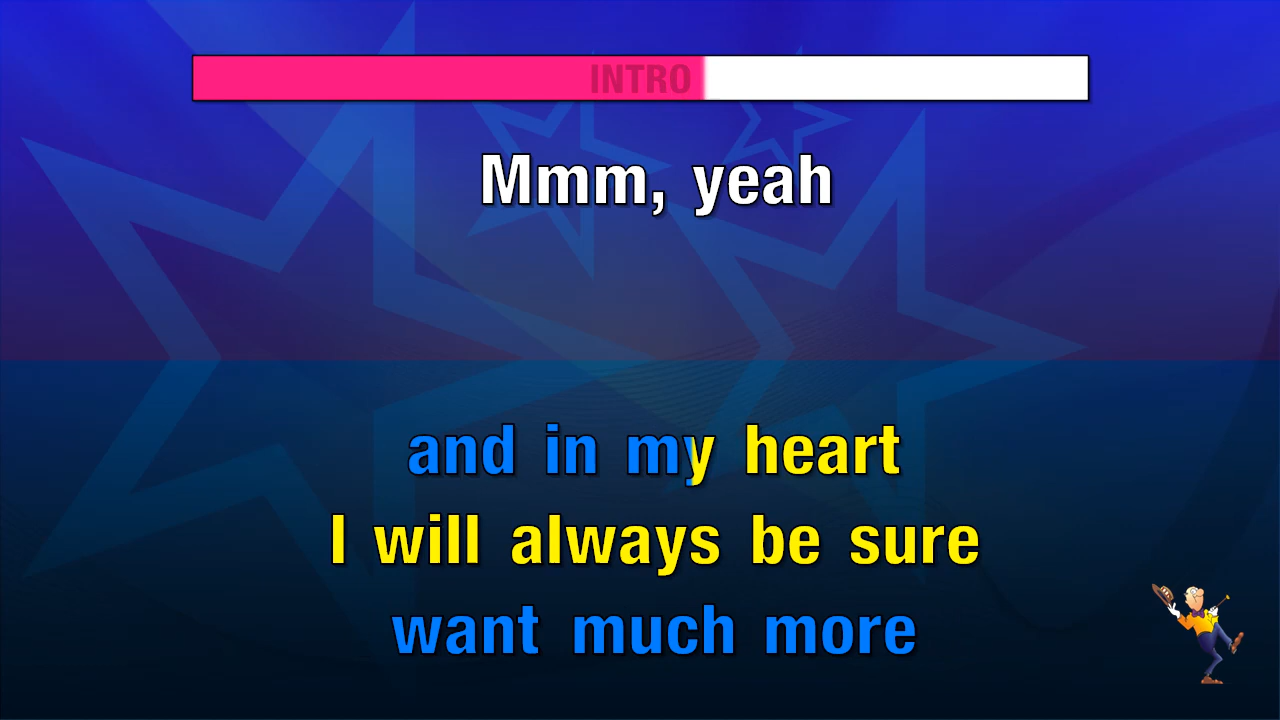 INTRO
Mmm, yeah
and in my heart
I will always be sure
want much more